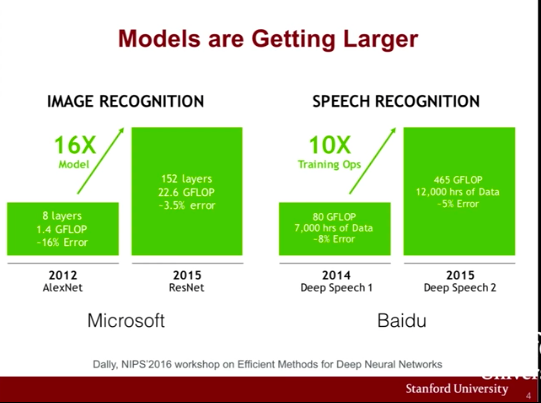 Models are Getting Larger
IMAGE RECOGNITION
16X
Model
8 layers
1.4 GFLOP
~16% Error
152 layers
22.6 GFLOP
~3.5% error
2012
AlexNet
2015
ResNet
Microsoft
SPEECH RECOGNITION
10X
Training Ops
80 GFLOP
7,000 hrs of Data
~8% Error
465 GFLOP
12,000 hrs of Data
~5% Error
2014
Deep Speech 1
2015
Deep Speech 2
Baidu
Dally, NIPS'2016 workshop on Efficient Methods for Deep Neural Networks
Stanford University
4